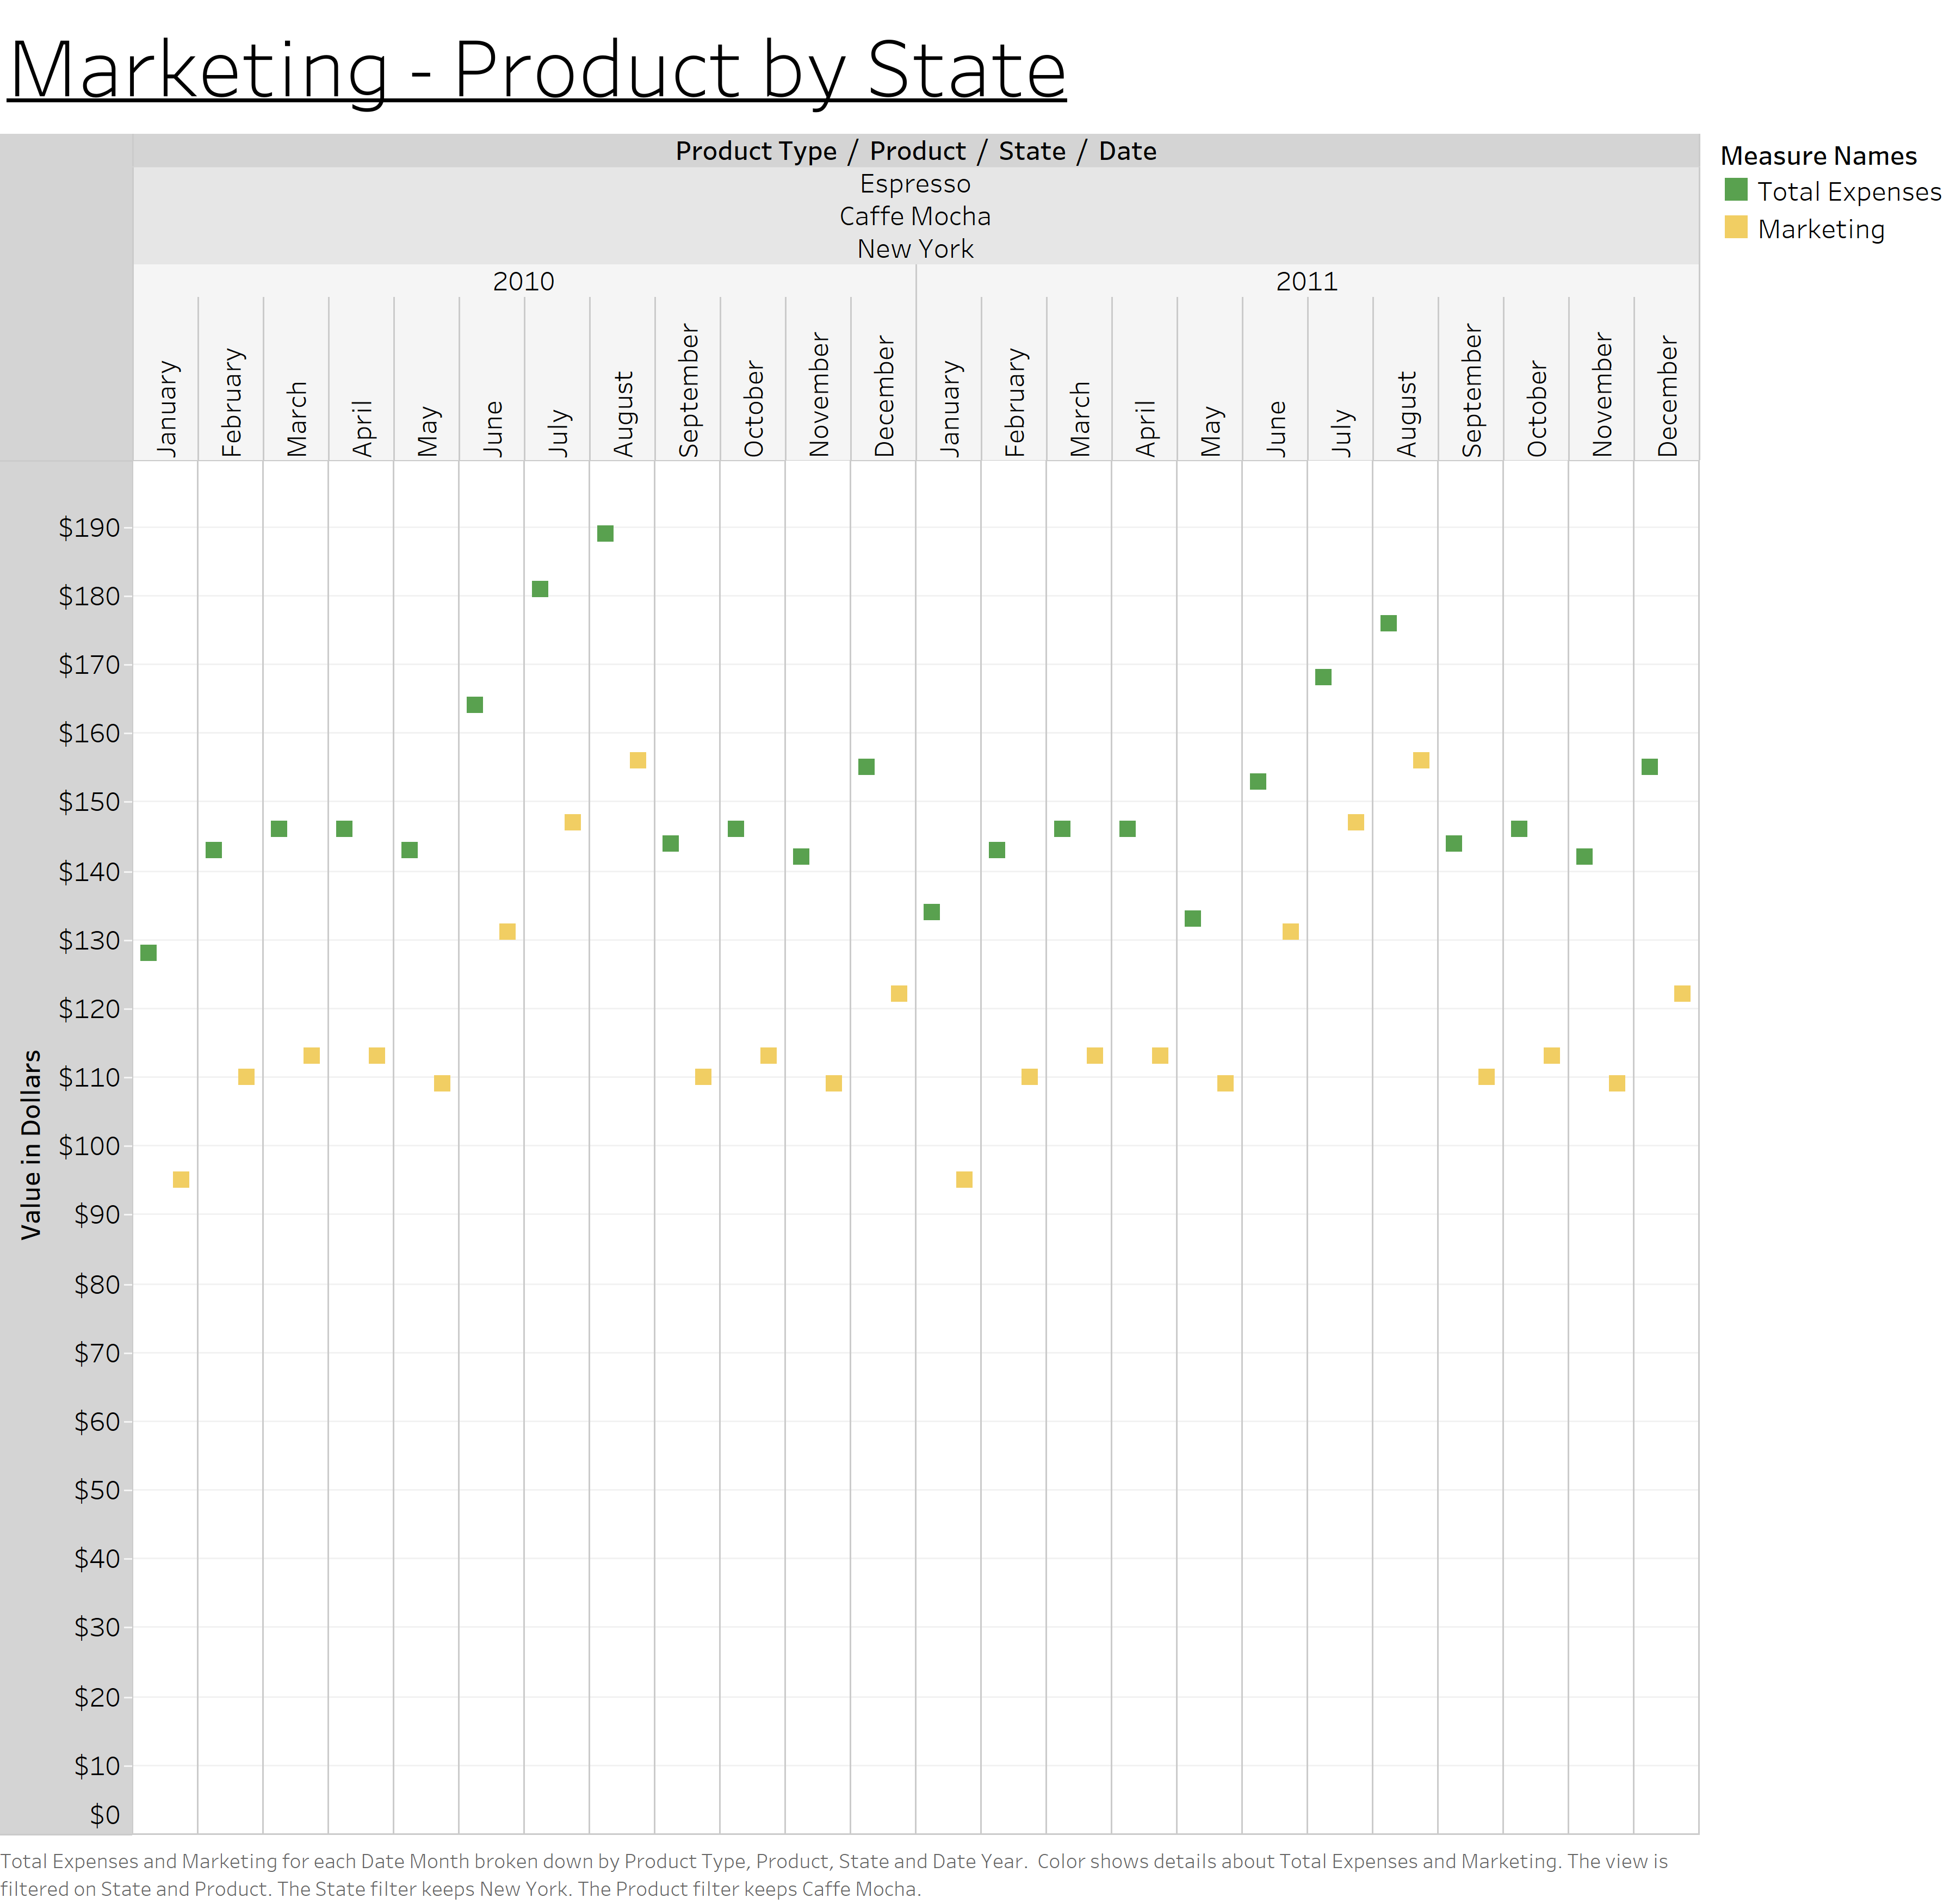 Marketing - Product by State
Product Type / Product / State / Date
Espresso
Caffe Mocha
New York
2010
2011
January
February
March
April
May
June
July
August
September
October
November
December
January
February
March
April
May
June
July
August
September
October
November
December
Measure Names
Total Expenses
Marketing
Value in Dollars
$190
$180
$170
$160
$150
$140
$130
$120
$110
$100
$90
$80
$70
$60
$50
$40
$30
$20
$10
$0
Total Expenses and Marketing for each Date Month broken down by Product Type, Product, State and Date Year.  Color shows details about Total Expenses and Marketing. The view is
filtered on State and Product. The State filter keeps New York. The Product filter keeps Caffe Mocha.